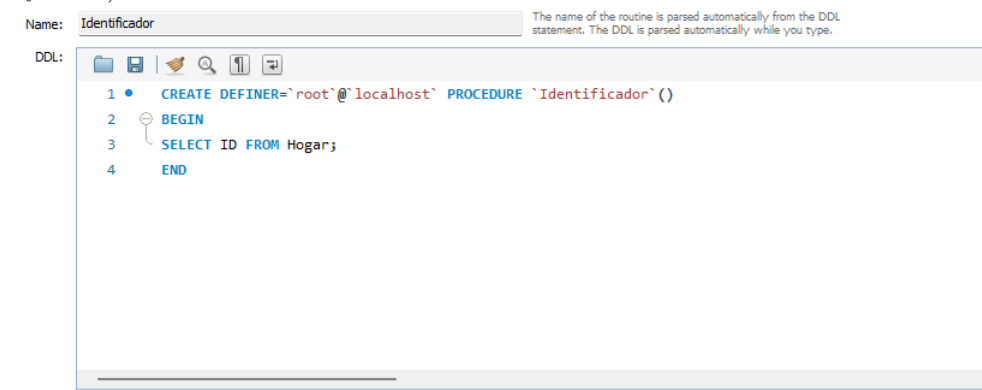 Name: Identificador
The name of the routine is parsed automatically from the DDL
statement. The DDL is parsed automatically while you type.
DDL:
1 CREATE DEFINER=`root`@`localhost` PROCEDURE `Identificador`()
2 BEGIN
3 SELECT ID FROM Hogar;
4 END